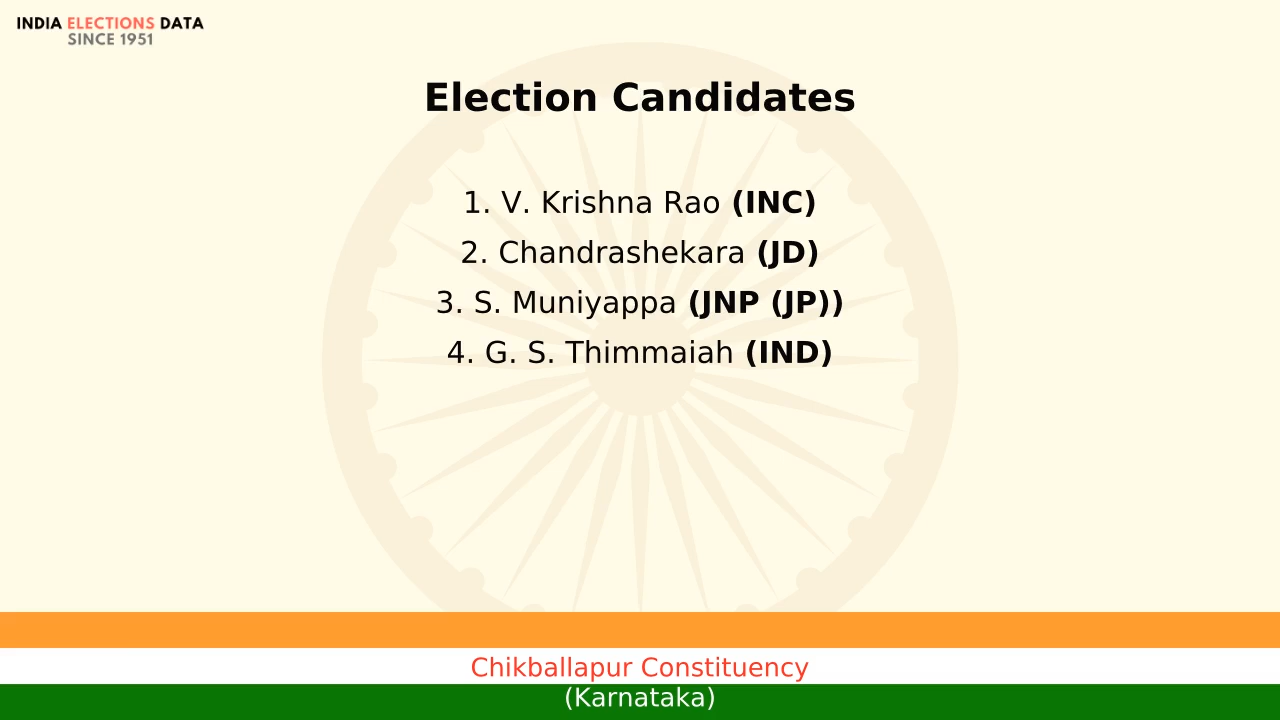 INDIA ELECTIONS DATA
SINCE 1951
Election Candidates
1. V. Krishna Rao (INC)
2. Chandrashekara (JD)
3. S. Muniyappa (JNP (JP))
4. G. S. Thimmaiah (IND)
Chikballapur Constituency
(Karnataka)